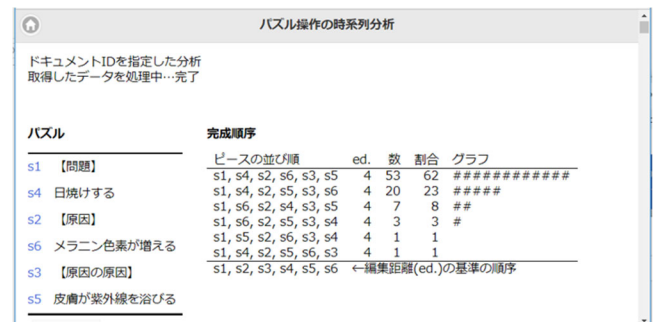 パズル操作の時系列分析
ドキュメントIDを指定した分析
取得したデータを処理中…完了
パズル
s1 【問題】
s4 日焼けする
s2 【原因】
s6 メラニン色素が増える
s3 【原因の原因】
s5 皮膚が紫外線を浴びる
完成順序
ピースの並び順 ed. 数 割合 グラフ
s1, s4, s2, s6, s3, s5 4 53 62 ############
s1, s4, s2, s5, s3, s6 4 20 23 #####
s1, s6, s2, s4, s3, s5 4 7 8 ##
s1, s6, s2, s5, s3, s4 4 3 3 #
s1, s5, s2, s6, s3, s4 4 1 1
s1, s4, s2, s5, s6, s3 4 1 1
s1, s2, s3, s4, s5, s6 ←編集距離(ed.)の基準の順序